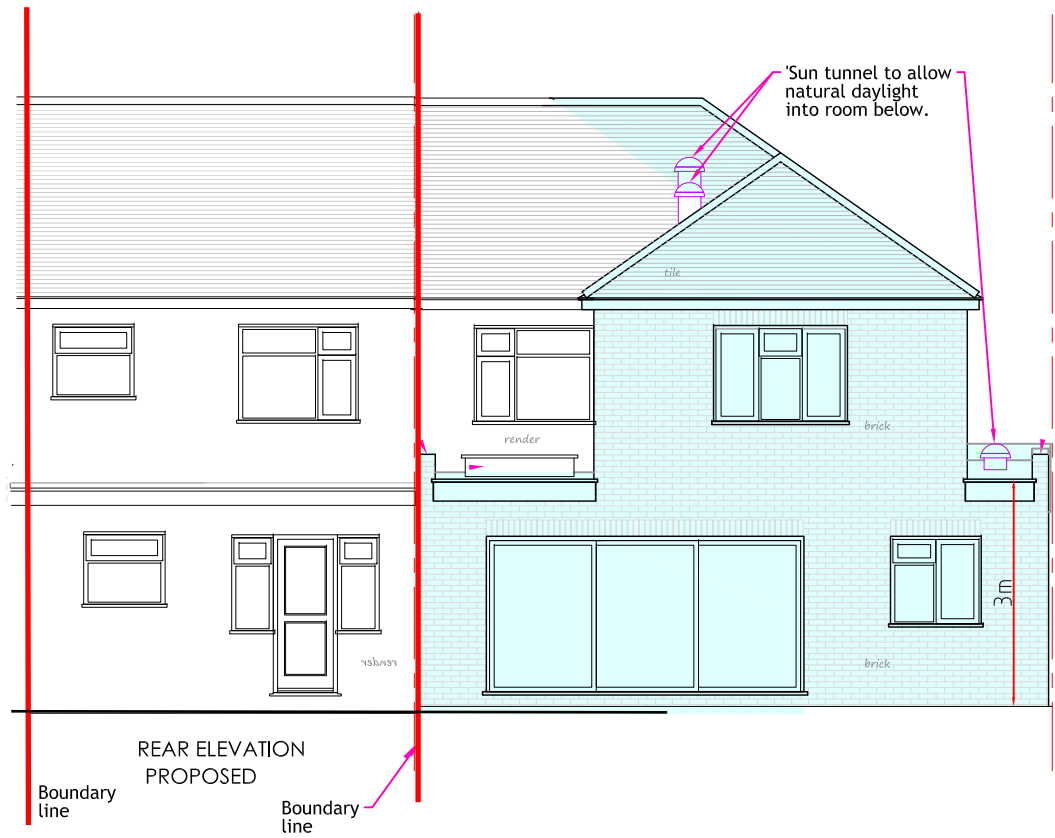 'Sun tunnel to allow
natural daylight
into room below.
tile
render
brick
3m
render
brick
REAR ELEVATION
PROPOSED
Boundary
line
Boundary
line